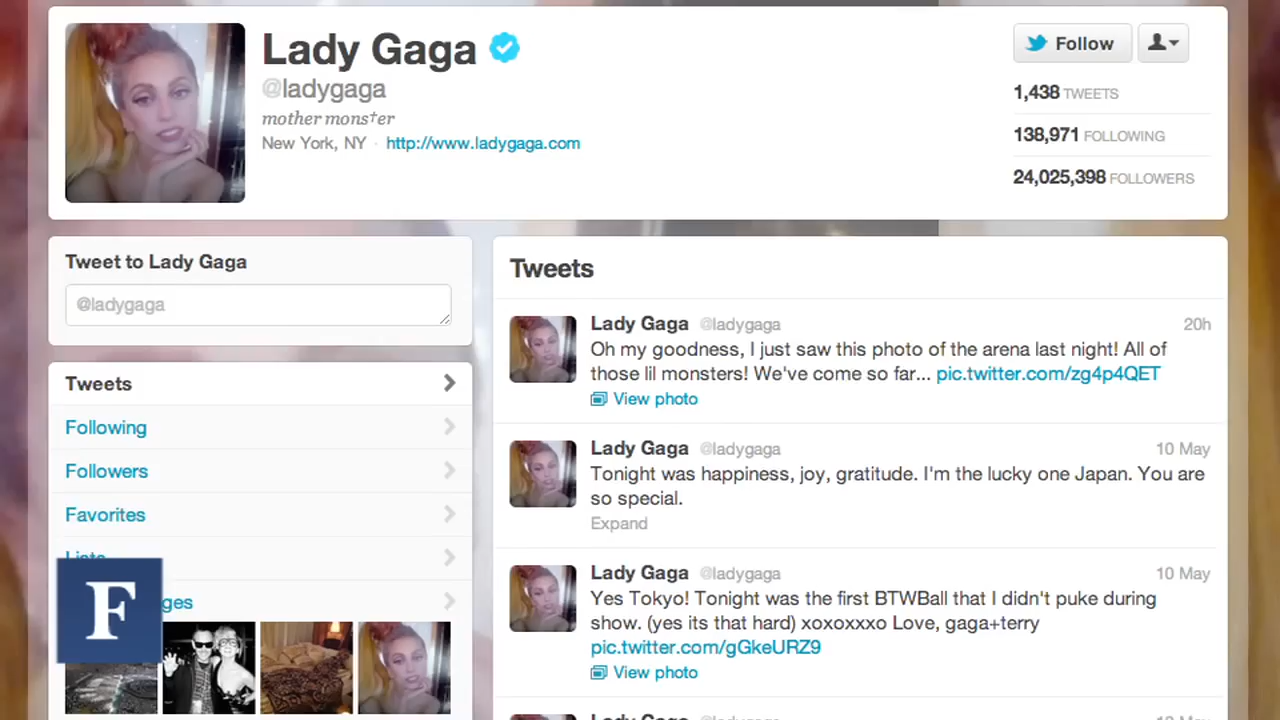 Lady Gaga
@ladygaga
mother mons†er
New York, NY · http://www.ladygaga.com
Follow
1,438 TWEETS
138,971 FOLLOWING
24,025,398 FOLLOWERS
Tweet to Lady Gaga
@ladygaga
Tweets
Following
Followers
Favorites
Lists
ges
F
Tweets
Lady Gaga @ladygaga 20h
Oh my goodness, I just saw this photo of the arena last night! All of
those lil monsters! We've come so far... pic.twitter.com/zg4p4QET
View photo
Lady Gaga @ladygaga 10 May
Tonight was happiness, joy, gratitude. I'm the lucky one Japan. You are
so special.
Expand
Lady Gaga @ladygaga 10 May
Yes Tokyo! Tonight was the first BTWBall that I didn't puke during
show. (yes its that hard) xoxoxxxo Love, gaga+terry
pic.twitter.com/gGkeURZ9
View photo
Lady Gaga @ladygaga